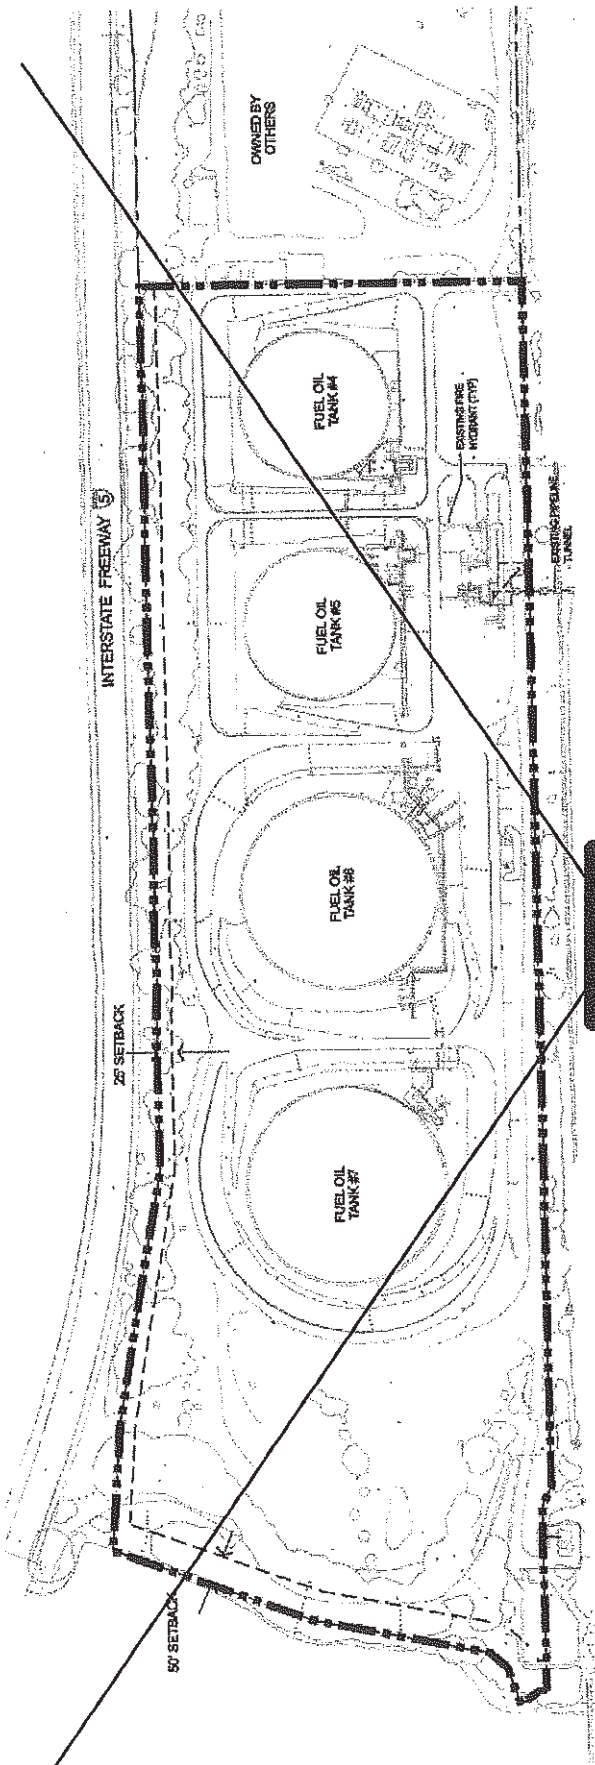 OWNED BY
OTHERS
INTERSTATE FREEWAY 5
FUEL OIL
TANK #4
EXISTING FIRE
HYDRANT (TYP)
EXISTING PIPELINE
TUNNEL
FUEL OIL
TANK #5
FUEL OIL
TANK #6
25' SETBACK
FUEL OIL
TANK #7
50' SETBACK